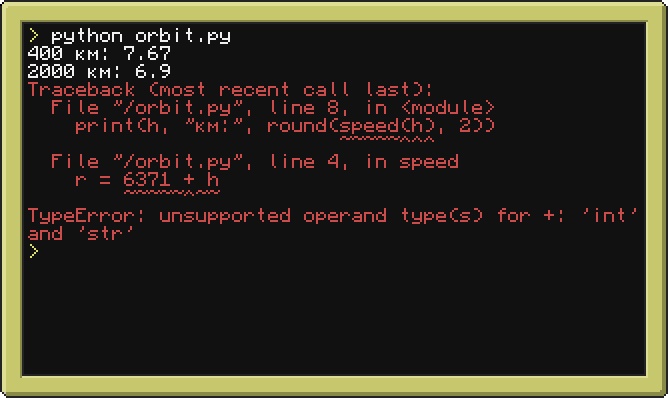 > python orbit.py
400 км: 7.67
2000 км: 6.9
Traceback (most recent call last):
  File "/orbit.py", line 8, in <module>
    print(h, "км:", round(speed(h), 2))
                          ~~~~~^^^
  File "/orbit.py", line 4, in speed
    r = 6371 + h
        ~~~~~^~~
TypeError: unsupported operand type(s) for +: 'int'
and 'str'
>